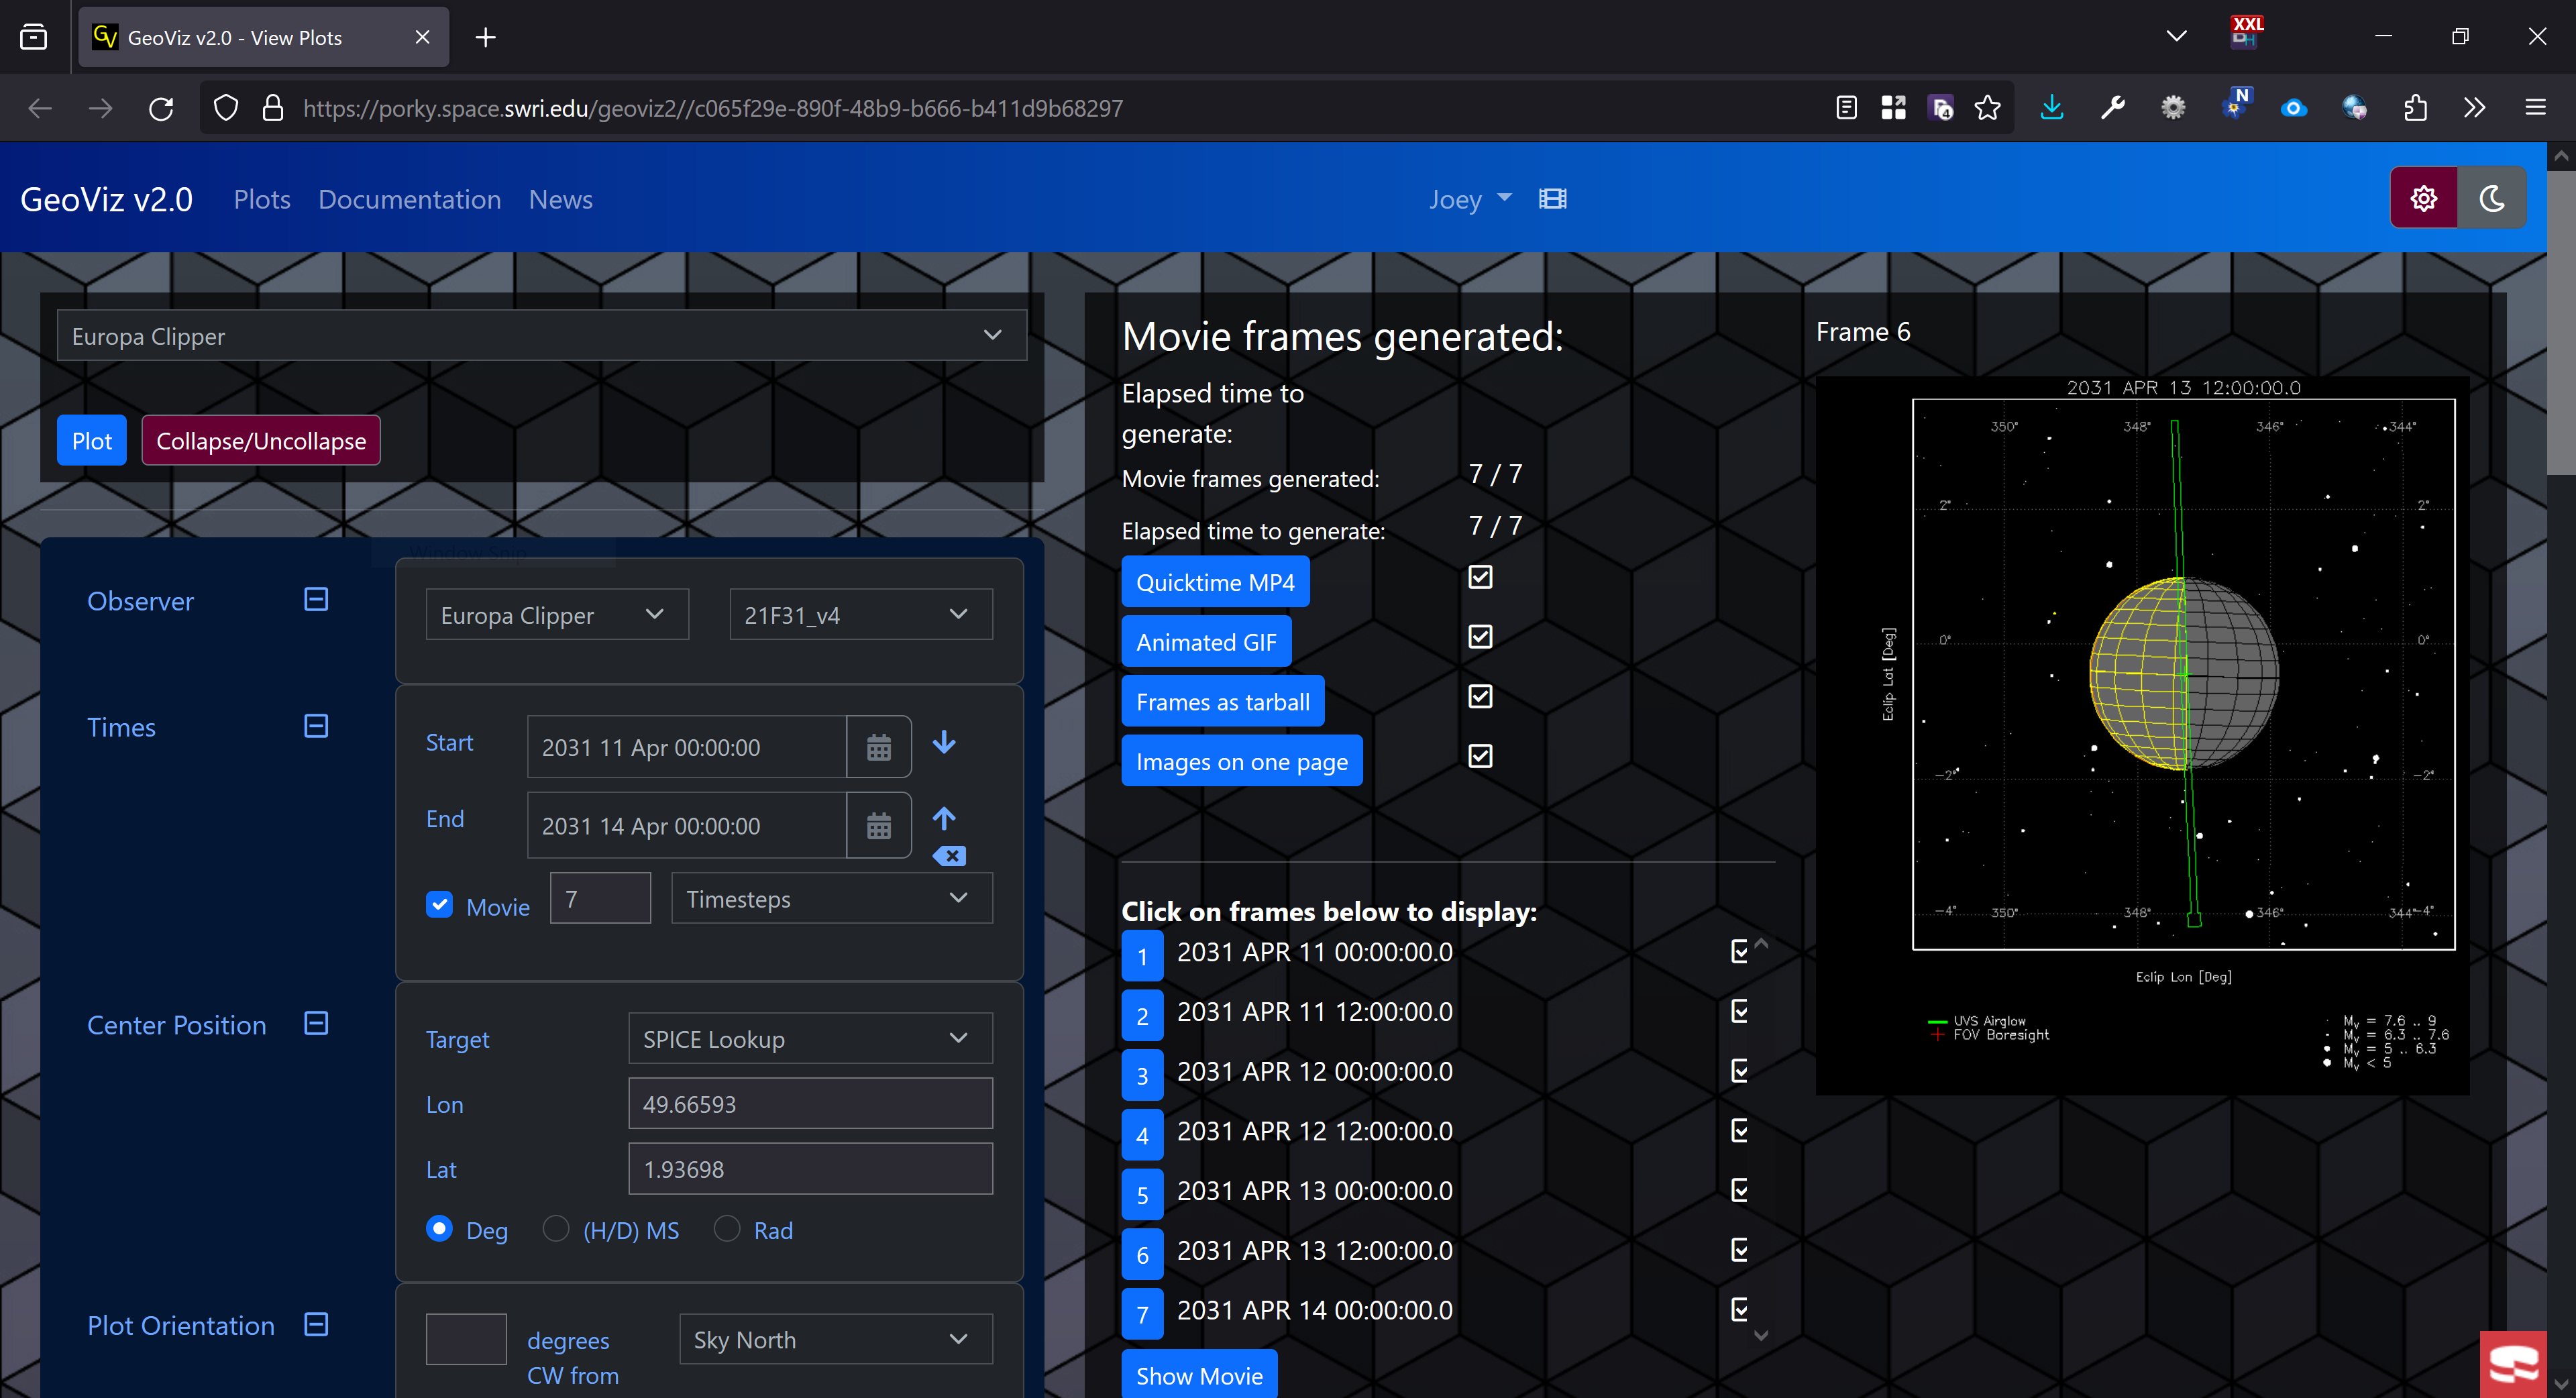 GeoViz v2.0 - View Plots
XXL
DH
https://porky.space.swri.edu/geoviz2//c065f29e-890f-48b9-b666-b411d9b68297
4
N
GeoViz v2.0
Plots
Documentation
News
Joey
Europa Clipper
Plot
Collapse/Uncollapse
Window Snip
Observer
Europa Clipper
21F31_v4
Times
Start
2031 11 Apr 00:00:00
End
2031 14 Apr 00:00:00
Movie
7
Timesteps
Center Position
Target
SPICE Lookup
Lon
49.66593
Lat
1.93698
Deg
(H/D) MS
Rad
Plot Orientation
degrees
CW from
Sky North
Movie frames generated:
Elapsed time to
generate:
Movie frames generated:
7 / 7
Elapsed time to generate:
7 / 7
Quicktime MP4
Animated GIF
Frames as tarball
Images on one page
Click on frames below to display:
1 2031 APR 11 00:00:00.0
2 2031 APR 11 12:00:00.0
3 2031 APR 12 00:00:00.0
4 2031 APR 12 12:00:00.0
5 2031 APR 13 00:00:00.0
6 2031 APR 13 12:00:00.0
7 2031 APR 14 00:00:00.0
Show Movie
Frame 6
2031 APR 13 12:00:00.0
350° 348° 346° 344°
2° 2°
0° 0°
Eclip Lat [Deg]
-2° -2°
-4° 350° 348° 346° 344° -4°
Eclip Lon [Deg]
UVS Airglow
FOV Boresight
Mv = 7.6 .. 9
Mv = 6.3 .. 7.6
Mv = 5 .. 6.3
Mv < 5